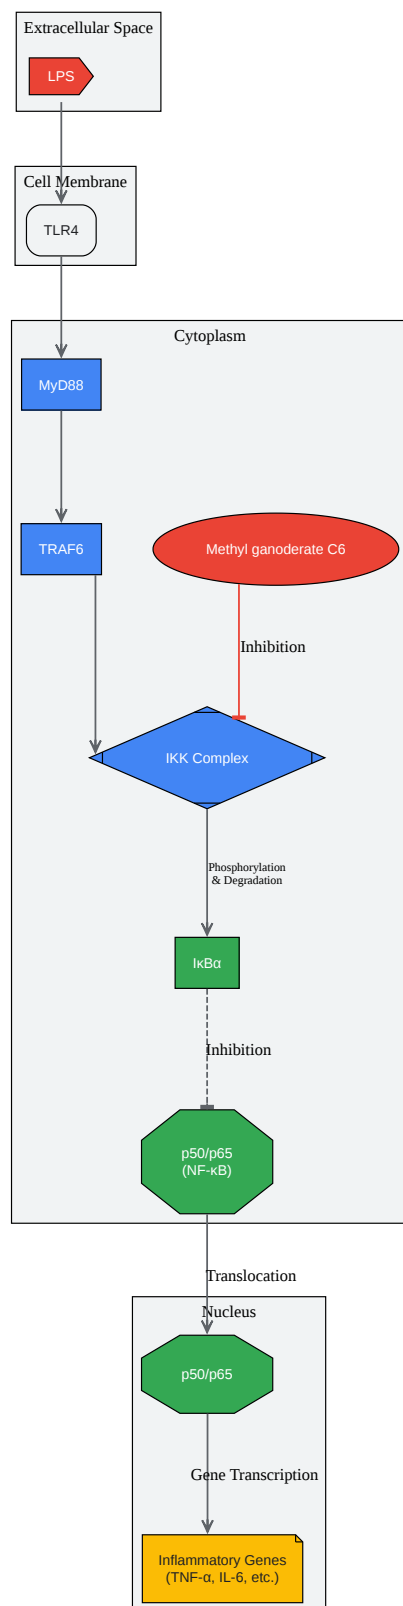 Extracellular Space
LPS
Cell Membrane
TLR4
Cytoplasm
MyD88
TRAF6
Methyl ganoderate C6
Inhibition
IKK Complex
Phosphorylation
& Degradation
IκBα
Inhibition
p50/p65
(NF-κB)
Translocation
Nucleus
p50/p65
Gene Transcription
Inflammatory Genes
(TNF-α, IL-6, etc.)